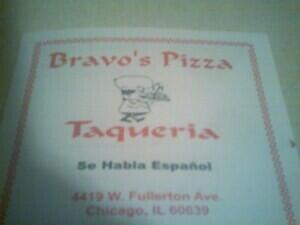 Bravo's Pizza
Taqueria
Se Habla Español
4419 W. Fullerton Ave.
Chicago, IL 60639